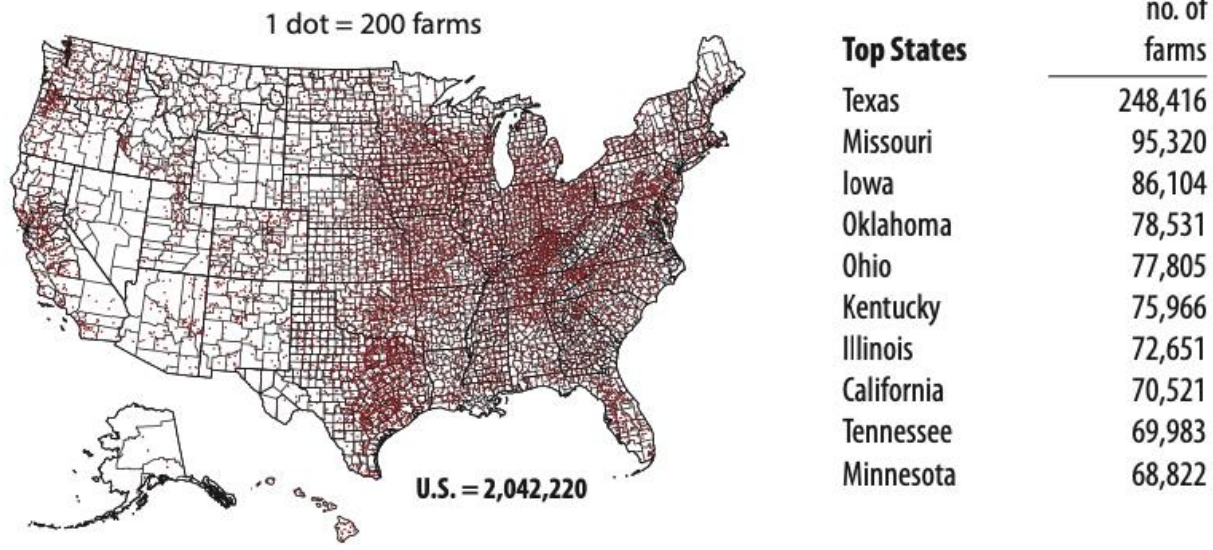 1 dot = 200 farms
U.S. = 2,042,220
no. of
Top States farms
Texas 248,416
Missouri 95,320
Iowa 86,104
Oklahoma 78,531
Ohio 77,805
Kentucky 75,966
Illinois 72,651
California 70,521
Tennessee 69,983
Minnesota 68,822